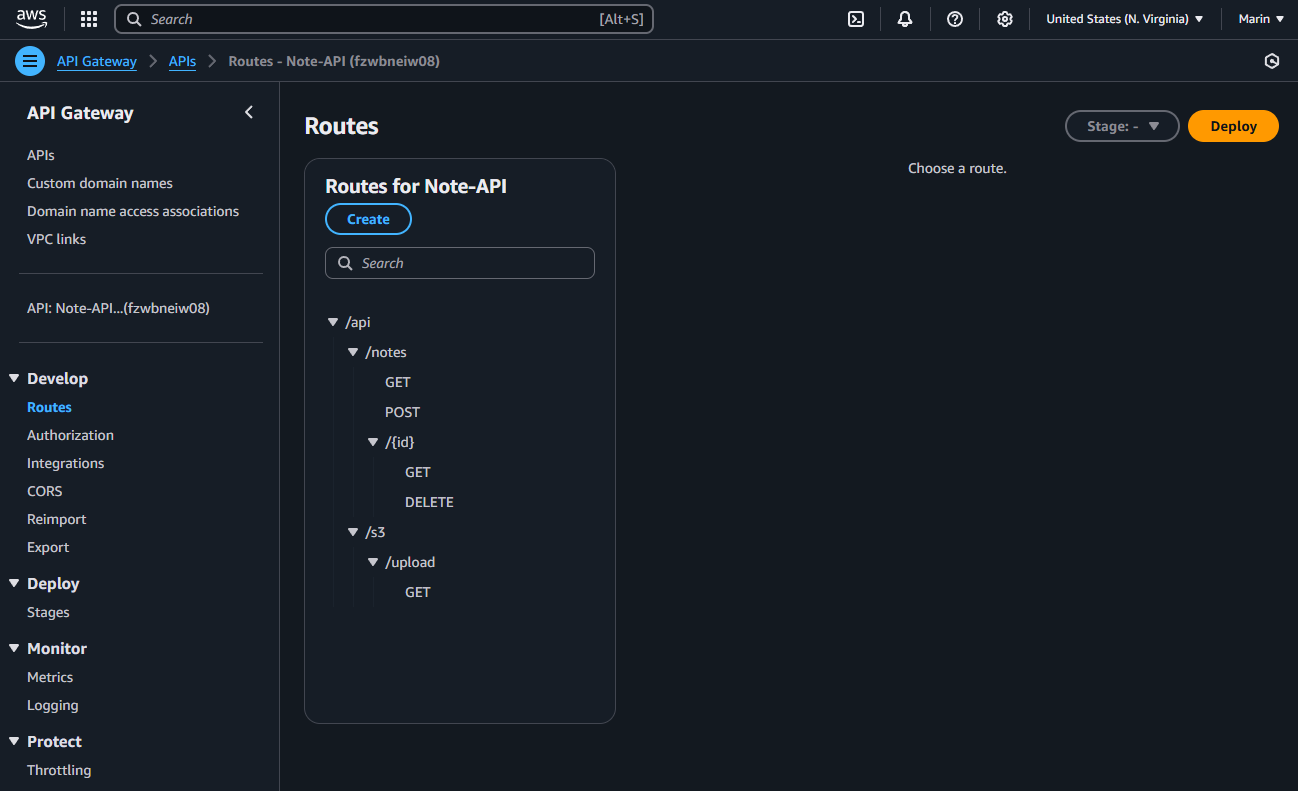 aws
Search [Alt+S]
United States (N. Virginia)
Marin
API Gateway
APIs
Routes - Note-API (fzwbneiw08)
API Gateway
APIs
Custom domain names
Domain name access associations
VPC links
API: Note-API...(fzwbneiw08)
Develop
Routes
Authorization
Integrations
CORS
Reimport
Export
Deploy
Stages
Monitor
Metrics
Logging
Protect
Throttling
Routes
Stage: -
Deploy
Routes for Note-API
Create
Search
/api
/notes
GET
POST
/{id}
GET
DELETE
/s3
/upload
GET
Choose a route.